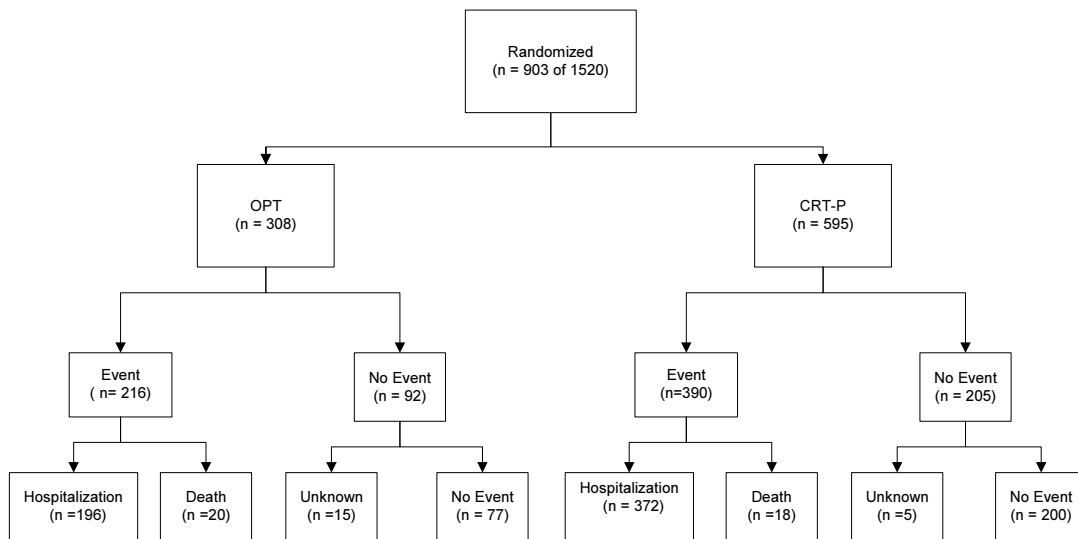 Randomized
(n = 903 of 1520)
OPT
(n = 308)
CRT-P
(n = 595)
Event
( n= 216)
No Event
(n = 92)
Event
(n=390)
No Event
(n = 205)
Hospitalization
(n =196)
Death
(n =20)
Unknown
(n =15)
No Event
(n = 77)
Hospitalization
(n = 372)
Death
(n =18)
Unknown
(n =5)
No Event
(n = 200)